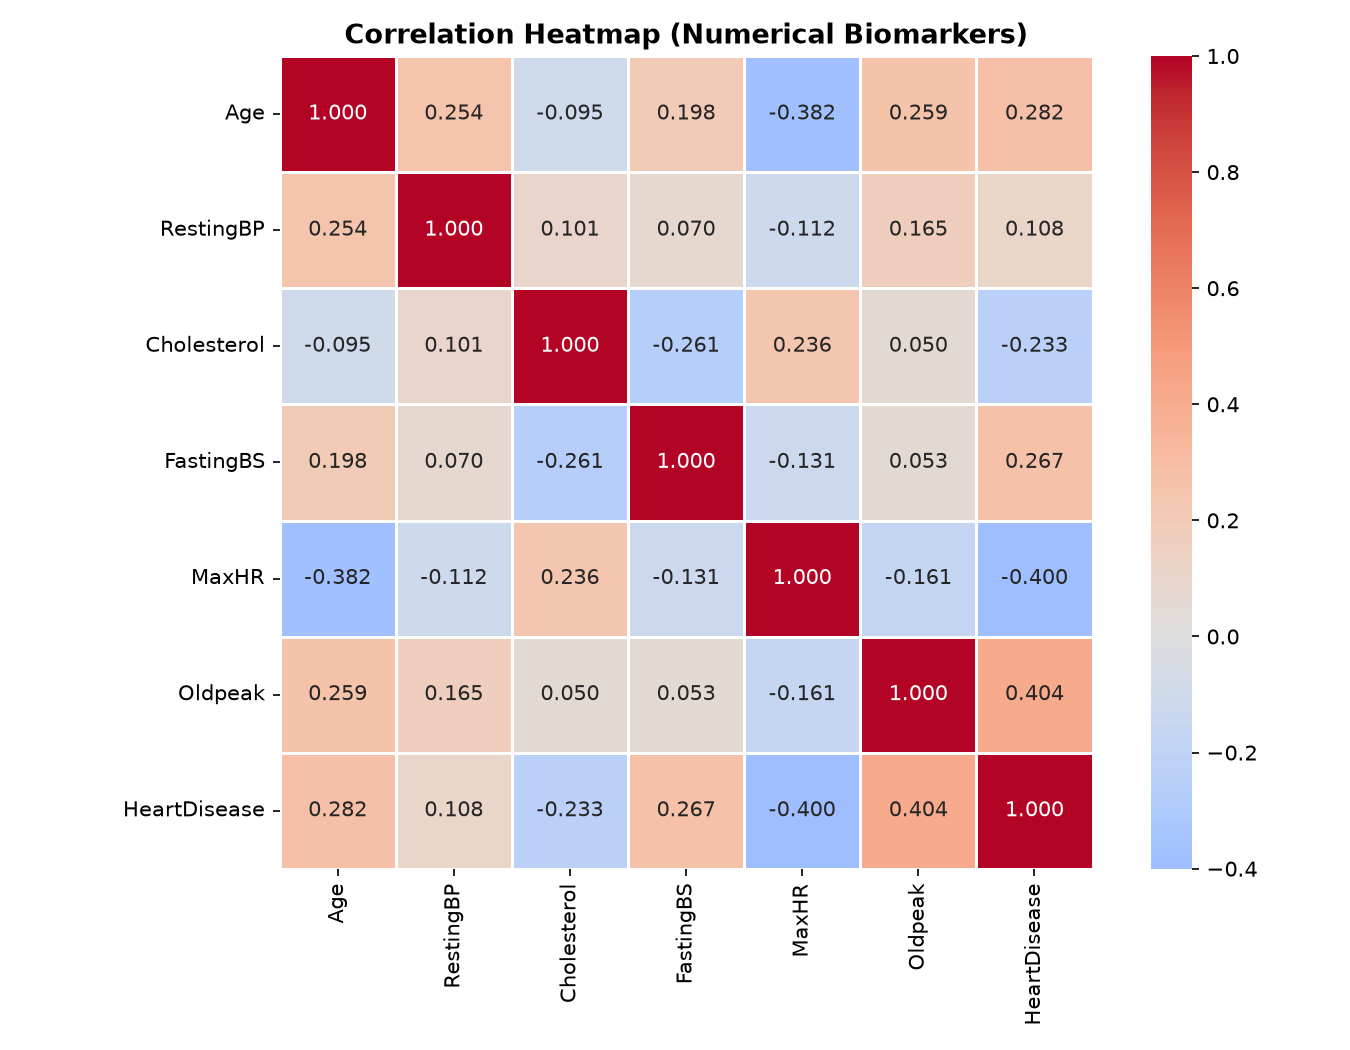 Correlation Heatmap (Numerical Biomarkers)
Age 1.000 0.254 -0.095 0.198 -0.382 0.259 0.282
RestingBP 0.254 1.000 0.101 0.070 -0.112 0.165 0.108
Cholesterol -0.095 0.101 1.000 -0.261 0.236 0.050 -0.233
FastingBS 0.198 0.070 -0.261 1.000 -0.131 0.053 0.267
MaxHR -0.382 -0.112 0.236 -0.131 1.000 -0.161 -0.400
Oldpeak 0.259 0.165 0.050 0.053 -0.161 1.000 0.404
HeartDisease 0.282 0.108 -0.233 0.267 -0.400 0.404 1.000
Age
RestingBP
Cholesterol
FastingBS
MaxHR
Oldpeak
HeartDisease
1.0
0.8
0.6
0.4
0.2
0.0
−0.2
−0.4